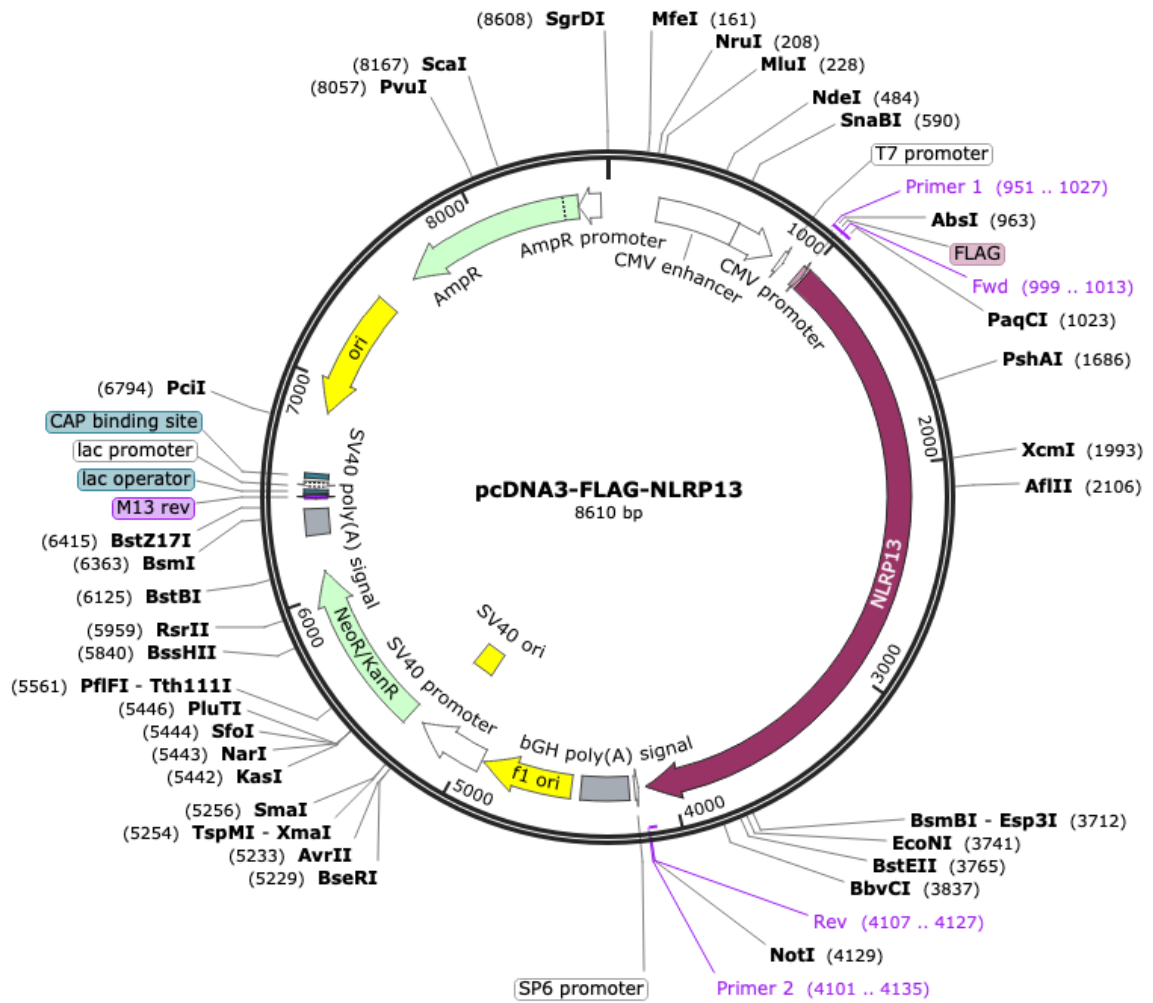 (8608) SgrDI
MfeI (161)
NruI (208)
MluI (228)
(8167) ScaI
(8057) PvuI
NdeI (484)
SnaBI (590)
T7 promoter
Primer 1 (951 .. 1027)
AbsI (963)
FLAG
Fwd (999 .. 1013)
PaqCI (1023)
PshAI (1686)
XcmI (1993)
AflII (2106)
8000
1000
AmpR promoter
AmpR
CMV enhancer
CMV promoter
ori
7000
2000
(6794) PciI
CAP binding site
lac promoter
lac operator
M13 rev
SV40 poly(A) signal
(6415) BstZ17I
(6363) BsmI
(6125) BstBI
(5959) RsrII
(5840) BssHII
(5561) PflFI - Tth111I
(5446) PluTI
(5444) SfoI
(5443) NarI
(5442) KasI
(5256) SmaI
(5254) TspMI - XmaI
(5233) AvrII
(5229) BseRI
pcDNA3-FLAG-NLRP13
8610 bp
NLRP13
6000
NeoR/KanR
SV40 promoter
SV40 ori
3000
bGH poly(A) signal
f1 ori
5000
4000
BsmBI - Esp3I (3712)
EcoNI (3741)
BstEII (3765)
BbvCI (3837)
Rev (4107 .. 4127)
NotI (4129)
Primer 2 (4101 .. 4135)
SP6 promoter